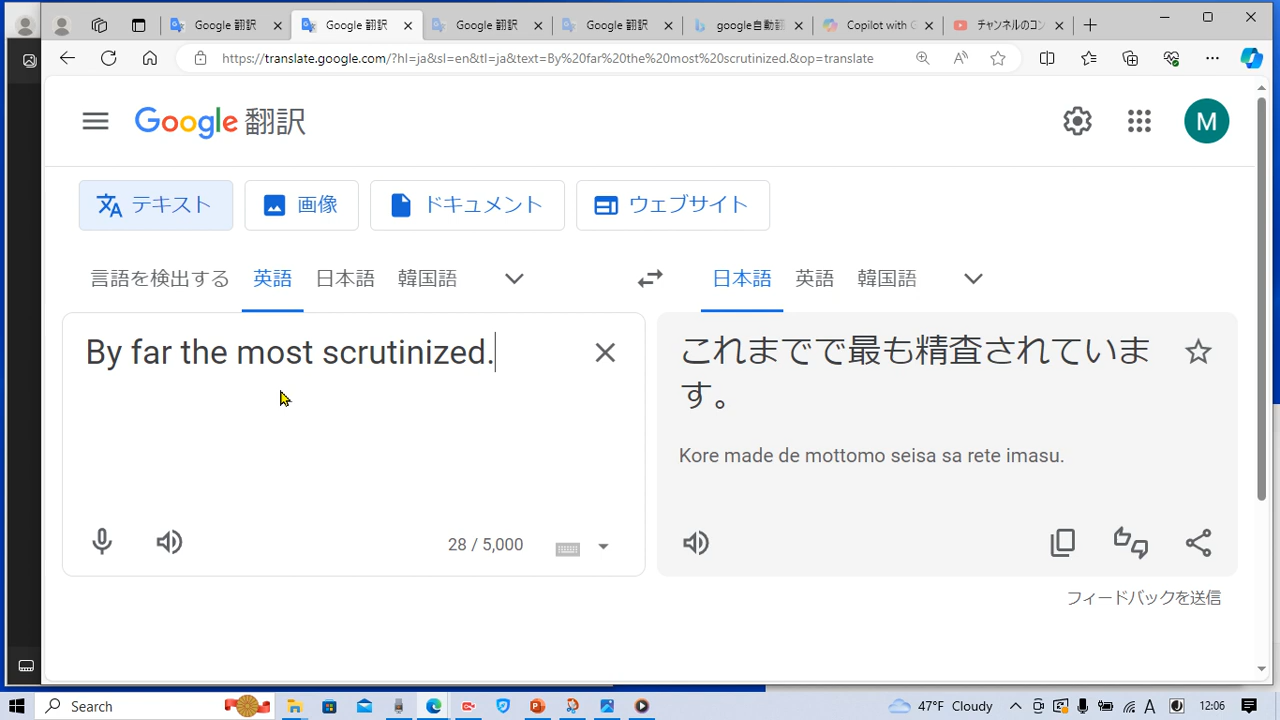 Google 翻訳
Google 翻訳
Google 翻訳
Google 翻訳
google自動翻
Copilot with G
チャンネルのコン
https://translate.google.com/?hl=ja&sl=en&tl=ja&text=By%20far%20the%20most%20scrutinized.&op=translate
Google 翻訳
M
テキスト
画像
ドキュメント
ウェブサイト
言語を検出する 英語 日本語 韓国語
日本語 英語 韓国語
By far the most scrutinized.
これまでで最も精査されていま
す。
Kore made de mottomo seisa sa rete imasu.
28 / 5,000
フィードバックを送信
Search
47°F Cloudy
A
12:06